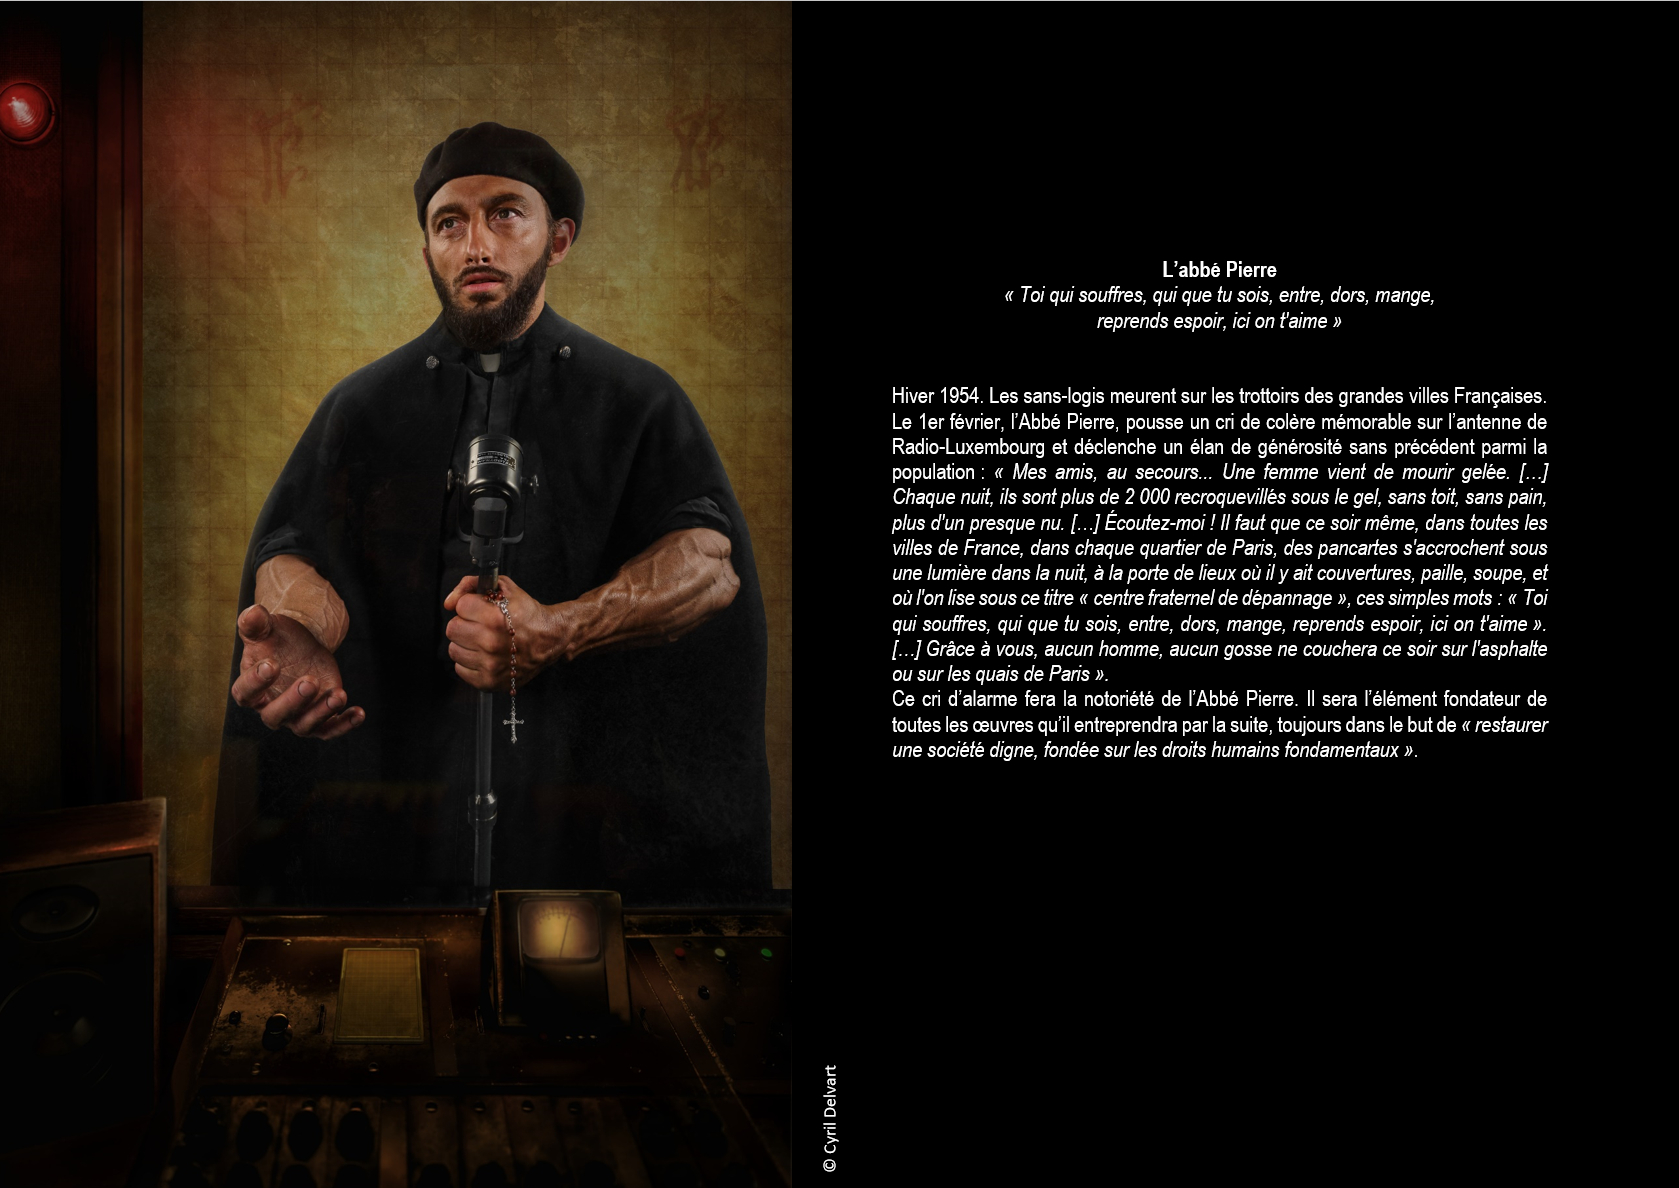 L’abbé Pierre
« Toi qui souffres, qui que tu sois, entre, dors, mange,
reprends espoir, ici on t'aime »
Hiver 1954. Les sans-logis meurent sur les trottoirs des grandes villes Françaises.
Le 1er février, l’Abbé Pierre, pousse un cri de colère mémorable sur l’antenne de
Radio-Luxembourg et déclenche un élan de générosité sans précédent parmi la
population : « Mes amis, au secours... Une femme vient de mourir gelée. […]
Chaque nuit, ils sont plus de 2 000 recroquevillés sous le gel, sans toit, sans pain,
plus d'un presque nu. […] Écoutez-moi ! Il faut que ce soir même, dans toutes les
villes de France, dans chaque quartier de Paris, des pancartes s'accrochent sous
une lumière dans la nuit, à la porte de lieux où il y ait couvertures, paille, soupe, et
où l'on lise sous ce titre « centre fraternel de dépannage », ces simples mots : « Toi
qui souffres, qui que tu sois, entre, dors, mange, reprends espoir, ici on t'aime ».
[…] Grâce à vous, aucun homme, aucun gosse ne couchera ce soir sur l'asphalte
ou sur les quais de Paris ».
Ce cri d’alarme fera la notoriété de l’Abbé Pierre. Il sera l’élément fondateur de
toutes les œuvres qu’il entreprendra par la suite, toujours dans le but de « restaurer
une société digne, fondée sur les droits humains fondamentaux ».
© Cyril Delvart